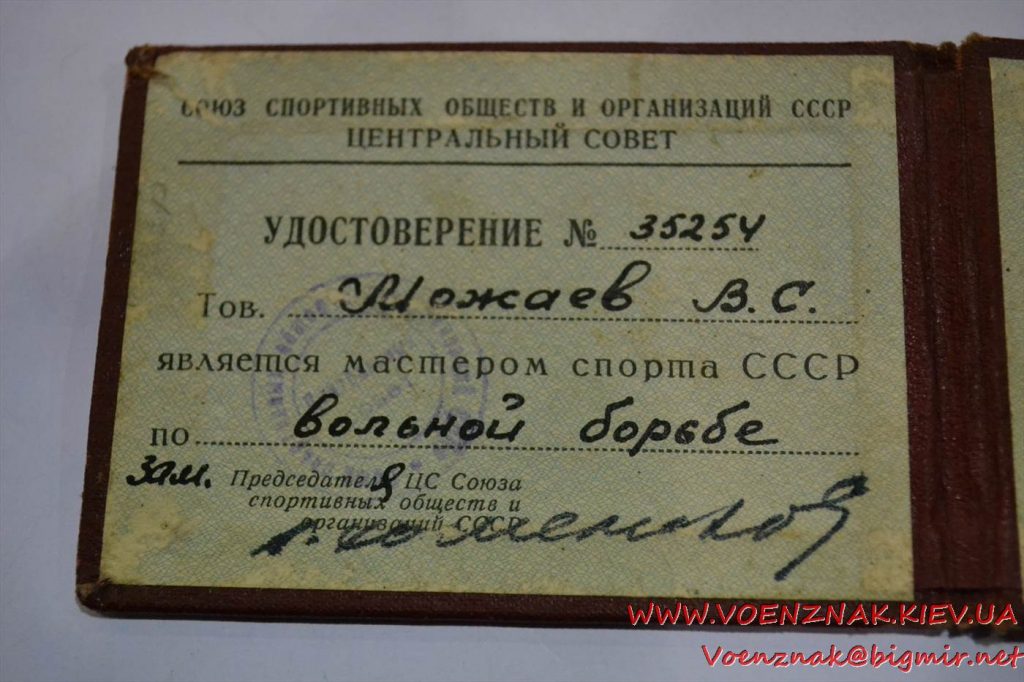 СОЮЗ СПОРТИВНЫХ ОБЩЕСТВ И ОРГАНИЗАЦИЙ СССР
ЦЕНТРАЛЬНЫЙ СОВЕТ
УДОСТОВЕРЕНИЕ № 35254
Тов. Можаев В.С.
является мастером спорта СССР
по вольной борьбе
зам. Председателя ЦС Союза
спортивных обществ и
организаций СССР
WWW.VOENZNAK.KIEV.UA
Voenznak@bigmir.net